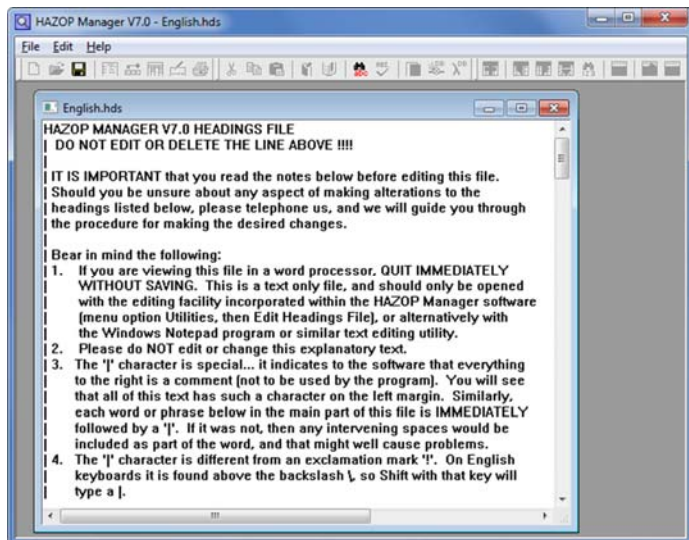 HAZOP Manager V7.0 - English.hds
File Edit Help
English.hds
HAZOP MANAGER V7.0 HEADINGS FILE
| DO NOT EDIT OR DELETE THE LINE ABOVE !!!!
|
| IT IS IMPORTANT that you read the notes below before editing this file.
| Should you be unsure about any aspect of making alterations to the
| headings listed below, please telephone us, and we will guide you through
| the procedure for making the desired changes.
|
| Bear in mind the following:
| 1. If you are viewing this file in a word processor, QUIT IMMEDIATELY
| WITHOUT SAVING. This is a text only file, and should only be opened
| with the editing facility incorporated within the HAZOP Manager software
| (menu option Utilities, then Edit Headings File), or alternatively with
| the Windows Notepad program or similar text editing utility.
| 2. Please do NOT edit or change this explanatory text.
| 3. The '|' character is special... it indicates to the software that everything
| to the right is a comment (not to be used by the program). You will see
| that all of this text has such a character on the left margin. Similarly,
| each word or phrase below in the main part of this file is IMMEDIATELY
| followed by a '|'. If it was not, then any intervening spaces would be
| included as part of the word, and that might well cause problems.
| 4. The '|' character is different from an exclamation mark '!'. On English
| keyboards it is found above the backslash \, so Shift with that key will
| type a |.